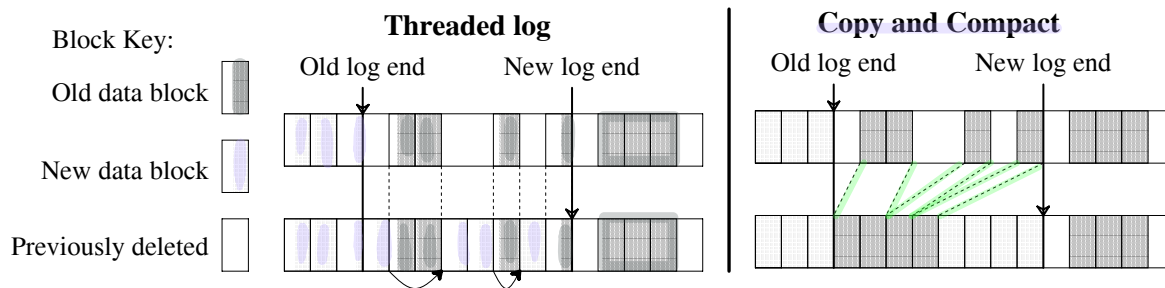 Block Key:
Old data block
New data block
Previously deleted
Threaded log
Old log end
New log end
Copy and Compact
Old log end
New log end